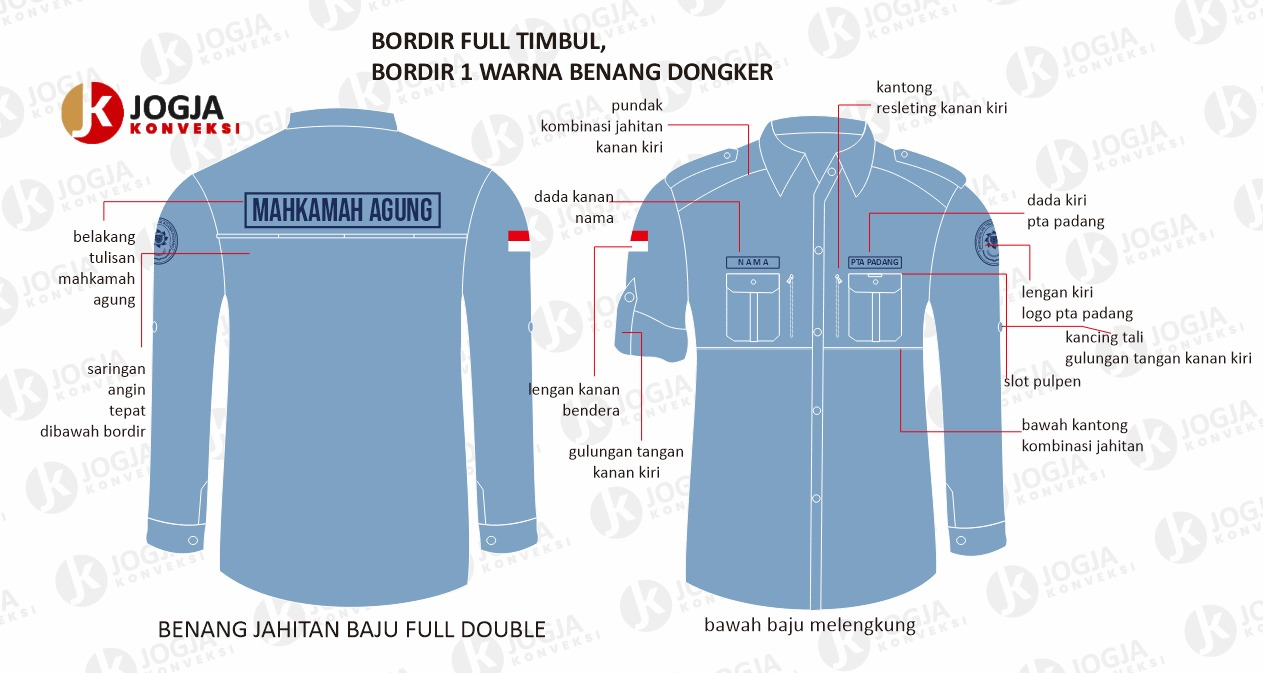 BORDIR FULL TIMBUL,
BORDIR 1 WARNA BENANG DONGKER
JOGJA
KONVEKSI
pundak
kombinasi jahitan
kanan kiri
kantong
resleting kanan kiri
MAHKAMAH AGUNG
dada kanan
nama
dada kiri
pta padang
belakang
tulisan
mahkamah
agung
NAMA
PTA PADANG
lengan kiri
logo pta padang
kancing tali
gulungan tangan kanan kiri
saringan
angin
tepat
dibawah bordir
lengan kanan
bendera
slot pulpen
gulungan tangan
kanan kiri
bawah kantong
kombinasi jahitan
BENANG JAHITAN BAJU FULL DOUBLE
bawah baju melengkung